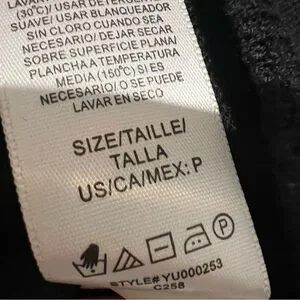 LAVAR
(30°C)/ USAR DETERGENTE
SUAVE/ USAR BLANQUEADOR
SIN CLORO CUANDO SEA
NECESARIO/ DEJAR SECAR
SOBRE SUPERFICIE PLANA/
PLANCHA A TEMPERATURA
MEDIA (150°C) SI ES
NECESARIO/ O SE PUEDE
LAVAR EN SECO
SIZE/TAILLE/
TALLA
US/CA/MEX: P
P
STYLE# YU000253
C258